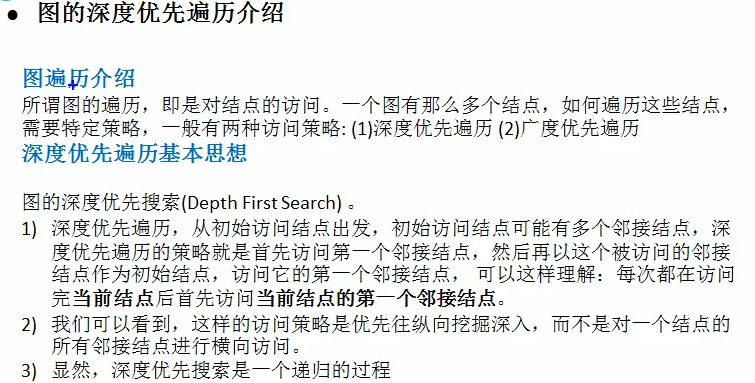 ● 图的深度优先遍历介绍
图遍历介绍
所谓图的遍历，即是对结点的访问。一个图有那么多个结点，如何遍历这些结点，
需要特定策略，一般有两种访问策略: (1)深度优先遍历 (2)广度优先遍历
深度优先遍历基本思想
图的深度优先搜索(Depth First Search) 。
1) 深度优先遍历，从初始访问结点出发，初始访问结点可能有多个邻接结点，深
度优先遍历的策略就是首先访问第一个邻接结点，然后再以这个被访问的邻接
结点作为初始结点，访问它的第一个邻接结点， 可以这样理解：每次都在访问
完当前结点后首先访问当前结点的第一个邻接结点。
2) 我们可以看到，这样的访问策略是优先往纵向挖掘深入，而不是对一个结点的
所有邻接结点进行横向访问。
3) 显然，深度优先搜索是一个递归的过程